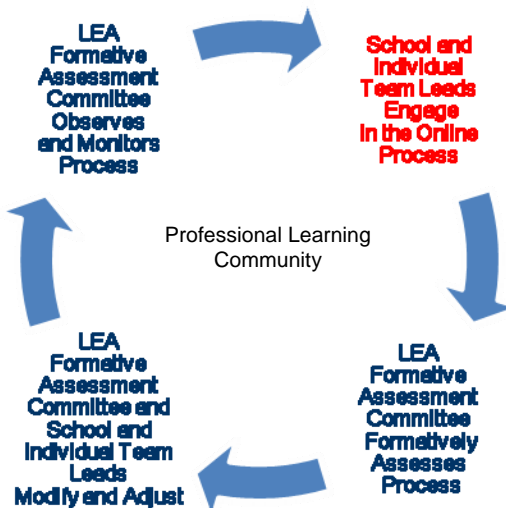 LEA
Formative
Assessment
Committee
Observes
and Monitors
Process
School and
Individual
Team Leads
Engage
in the Online
Process
Professional Learning
Community
LEA
Formative
Assessment
Committee
Formatively
Assesses
Process
LEA
Formative
Assessment
Committee and
School and
Individual Team
Leads
Modify and Adjust